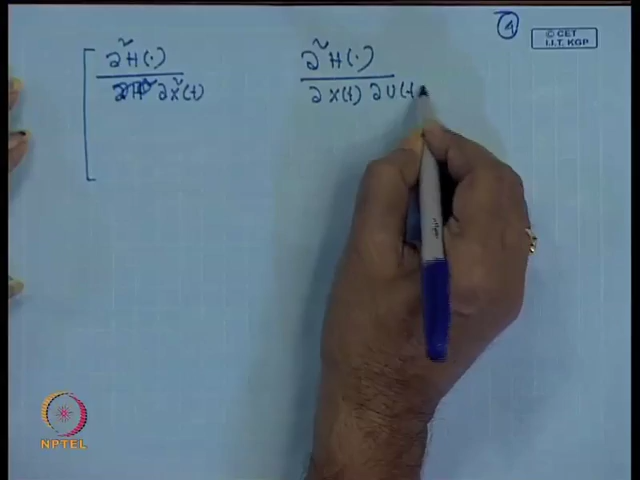 4
© CET
I.I.T. KGP
∂²H(·) ∂²H(·)
∂x²(t) ∂x(t) ∂u(t
NPTEL